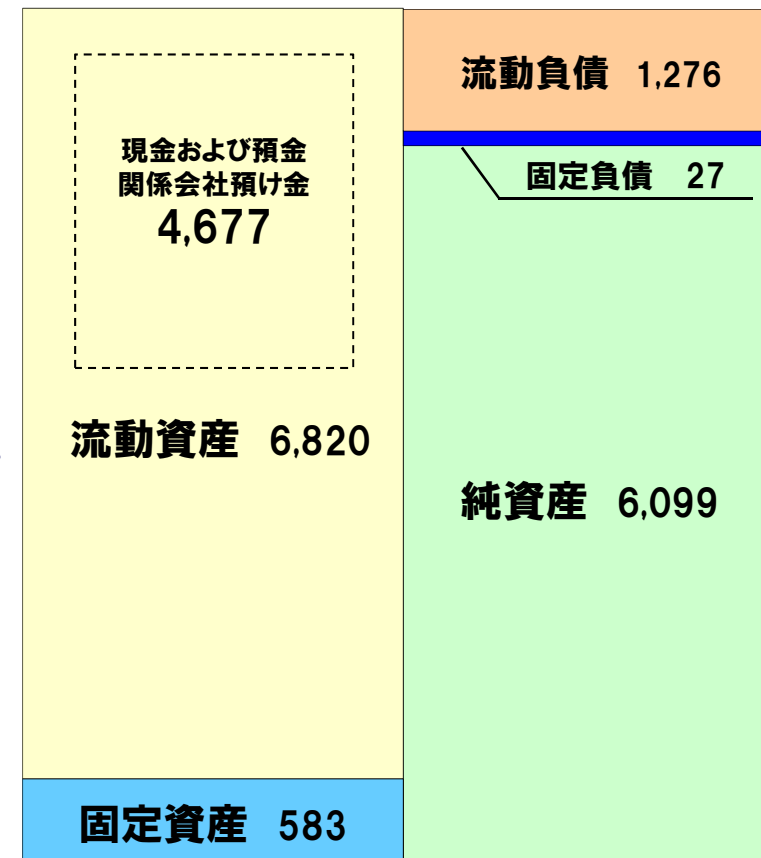 現金および預金
関係会社預け金
4,677
流動資産 6,820
固定資産 583
流動負債 1,276
固定負債 27
純資産 6,099